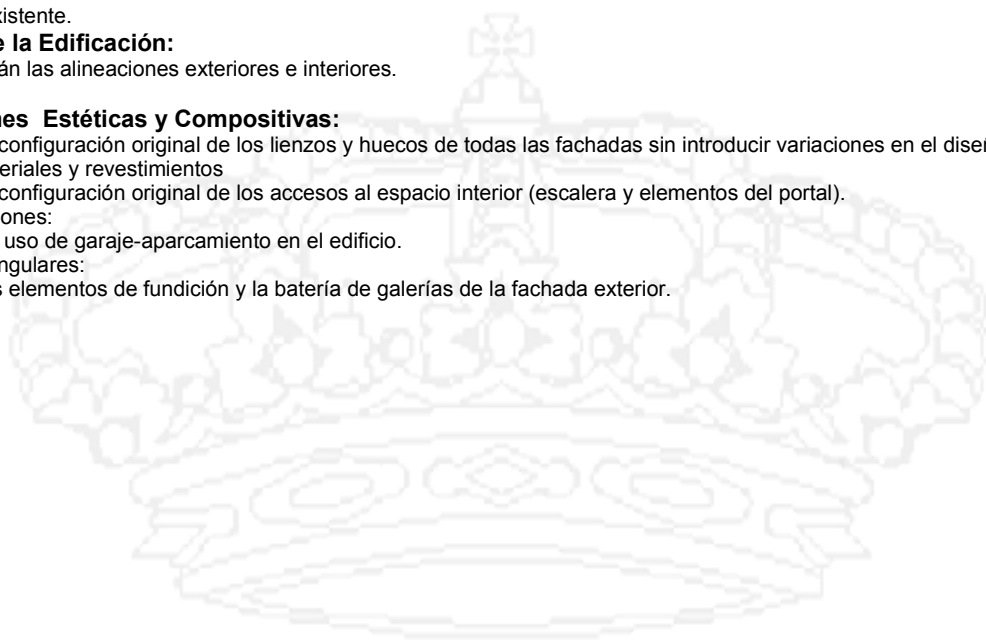 xistente.
e la Edificación:
án las alineaciones exteriores e interiores.
nes Estéticas y Compositivas:
configuración original de los lienzos y huecos de todas las fachadas sin introducir variaciones en el dise
eriales y revestimientos
configuración original de los accesos al espacio interior (escalera y elementos del portal).
ones:
uso de garaje-aparcamiento en el edificio.
ngulares:
s elementos de fundición y la batería de galerías de la fachada exterior.